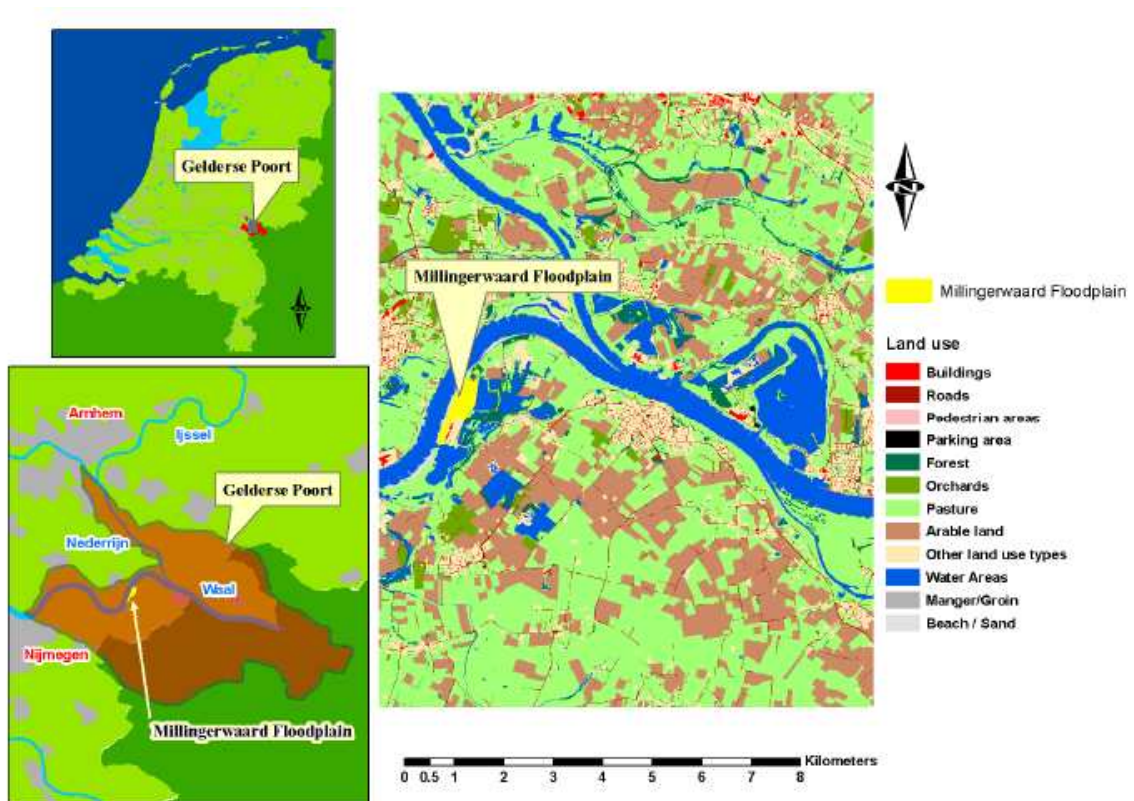 Gelderse Poort
N
Arnhem
Ijssel
Gelderse Poort
Nederrijn
Waal
Nijmegen
Millingerwaard Floodplain
Millingerwaard Floodplain
N
Millingerwaard Floodplain
Land use
Buildings
Roads
Pedestrian areas
Parking area
Forest
Orchards
Pasture
Arable land
Other land use types
Water Areas
Manger/Groin
Beach / Sand
Kilometers
0 0.5 1 2 3 4 5 6 7 8